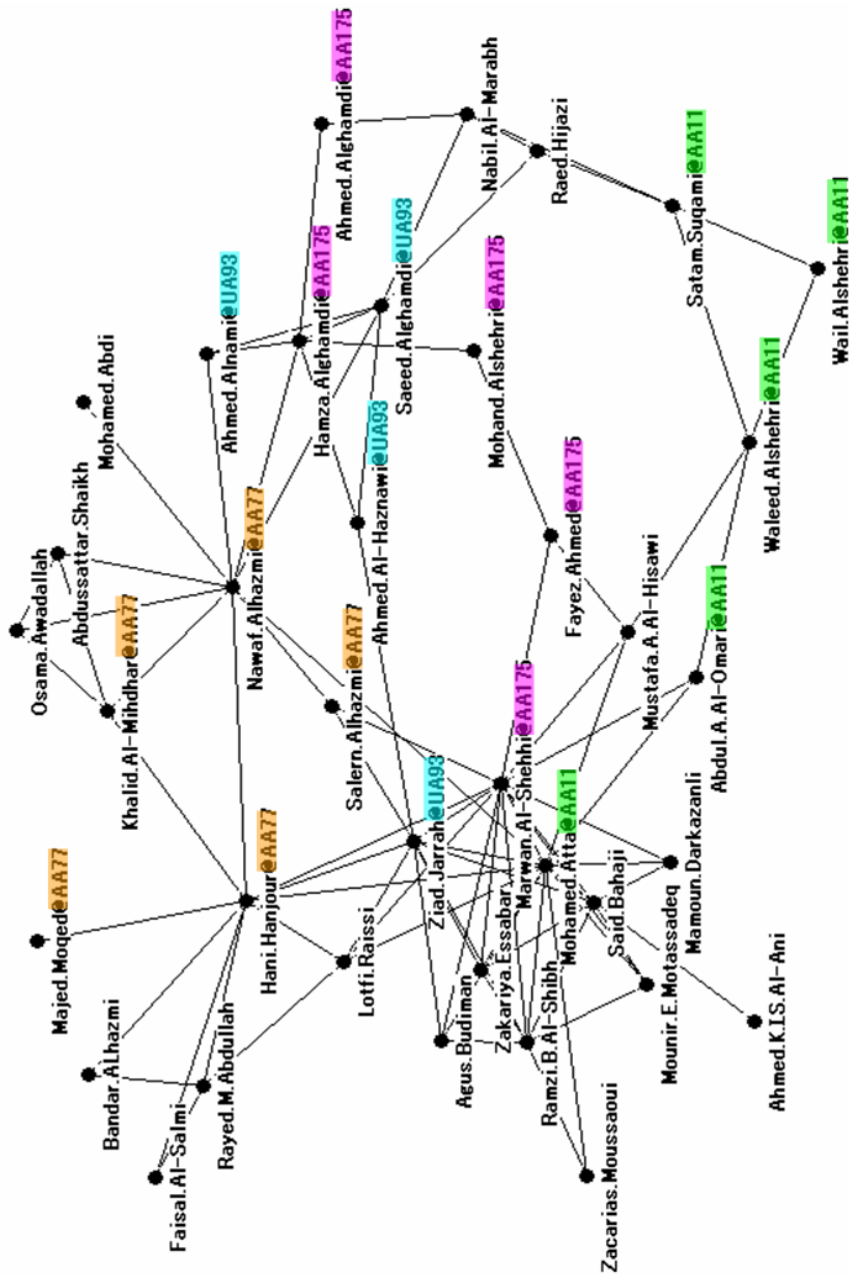 Majed.Moqed@AA77
Bandar.Alhazmi
Faisal.Al-Salmi
Rayed.M.Abdullah
Hani.Hanjour@AA77
Lotfi.Raissi
Osama.Awadallah
Abdussattar.Shaikh
Khalid.Al-Mihdhar@AA77
Mohamed.Abdi
Nawaf.Alhazmi@AA77
Ahmed.Alnami@UA93
Ahmed.Alghamdi@AA175
Hamza.Alghamdi@AA175
Saeed.Alghamdi@UA93
Salem.Alhazmi@AA77
Ahmed.Al-Haznawi@UA93
Nabil.Al-Marabh
Raed.Hijazi
Mohand.Alshehri@AA175
Fayez.Ahmed@AA175
Ziad.Jarrah@UA93
Marwan.Al-Shehhi@AA175
Agus.Budiman
Zakariya.Essabar
Mohamed.Atta@AA11
Ramzi.B.Al-Shibh
Said.Bahaji
Mounir.E.Motassadeq
Mamoun.Darkazanli
Mustafa.A.Al-Hisawi
Abdul.A.Al-Omari@AA11
Satam.Suqami@AA11
Waleed.Alshehri@AA11
Wail.Alshehri@AA11
Zacarias.Moussaoui
Ahmed.K.I.S.Al-Ani